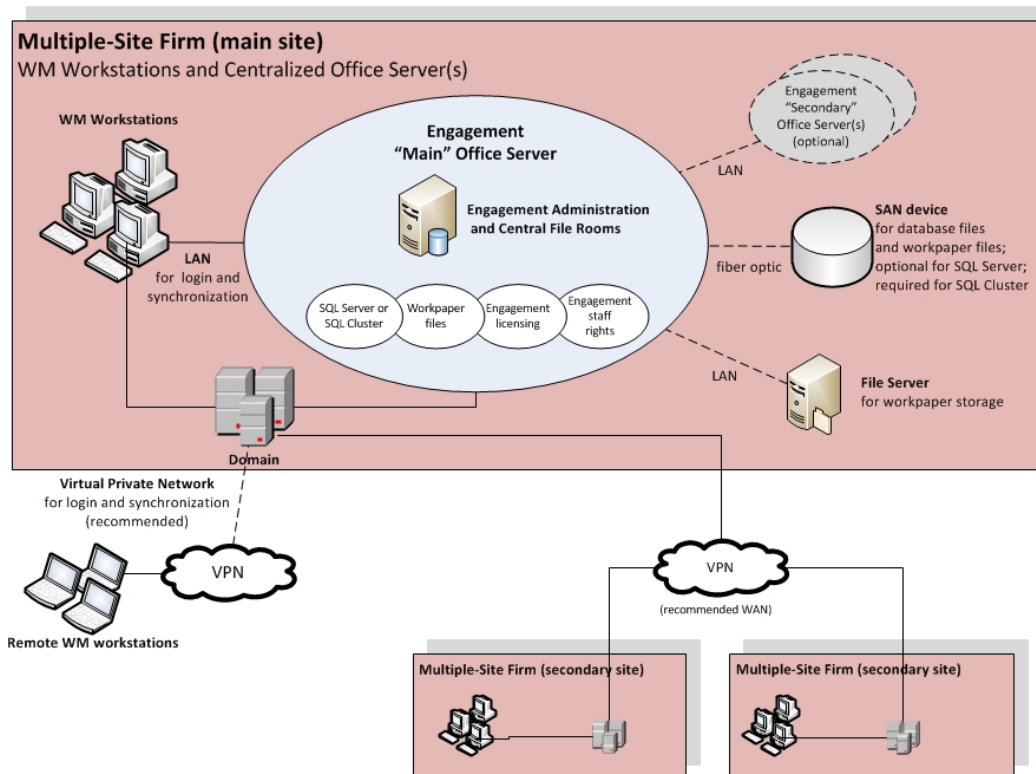 Multiple-Site Firm (main site)
WM Workstations and Centralized Office Server(s)
WM Workstations
LAN
for login and
synchronization
Engagement
“Main” Office Server
Engagement Administration
and Central File Rooms
SQL Server or
SQL Cluster
Workpaper
files
Engagement
licensing
Engagement
staff
rights
Engagement
“Secondary”
Office Server(s)
(optional)
LAN
SAN device
for database files
and workpaper files;
optional for SQL Server;
required for SQL Cluster
fiber optic
LAN
File Server
for workpaper storage
Domain
Virtual Private Network
for login and synchronization
(recommended)
VPN
Remote WM workstations
VPN
(recommended WAN)
Multiple-Site Firm (secondary site)
Multiple-Site Firm (secondary site)